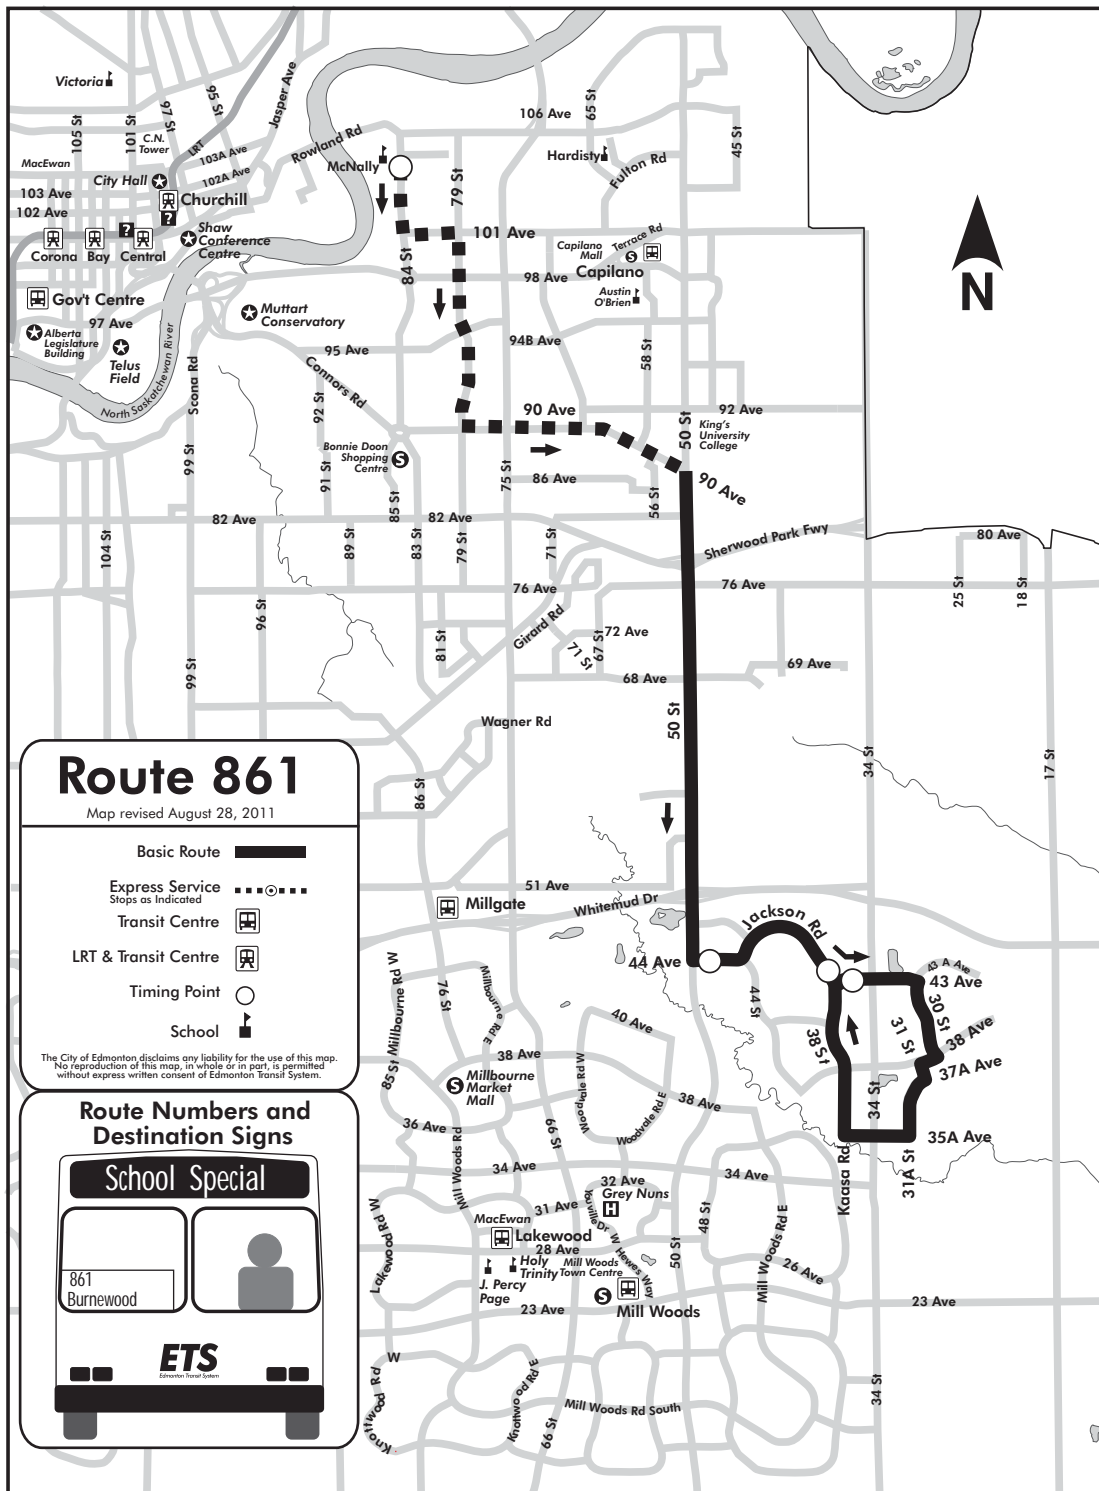 Victoria
105 St
101 St
97 St
95 St
Jasper Ave
C.N.
Tower
LRT
103A Ave
102A Ave
MacEwan
City Hall
103 Ave
102 Ave
Churchill
?
?
Shaw
Conference
Centre
Corona
Bay
Central
Gov't Centre
97 Ave
Alberta
Legislature
Building
Telus
Field
North Saskatchewan River
Muttart
Conservatory
Rowland Rd
McNally
106 Ave
65 St
45 St
Hardisty
Fulton Rd
79 St
101 Ave
84 St
Capilano
Mall
Terrace Rd
S
Capilano
98 Ave
Austin
O'Brien
N
95 Ave
94B Ave
58 St
Scona Rd
Connors Rd
92 St
90 Ave
50 St
92 Ave
King's
University
College
Bonnie Doon
Shopping
Centre
S
99 St
91 St
85 St
75 St
86 Ave
56 St
90 Ave
82 Ave
82 Ave
104 St
89 St
83 St
79 St
71 St
Sherwood Park Fwy
80 Ave
76 Ave
76 Ave
25 St
18 St
96 St
81 St
Girard Rd
72 Ave
71 St
67 St
69 Ave
99 St
68 Ave
50 St
Wagner Rd
34 St
17 St
86 St
Route 861
Map revised August 28, 2011
Basic Route
Express Service
Stops as Indicated
Transit Centre
LRT & Transit Centre
Timing Point
School
The City of Edmonton disclaims any liability for the use of this map.
No reproduction of this map, in whole or in part, is permitted
without express written consent of Edmonton Transit System.
51 Ave
Millgate
Whitemud Dr
Jackson Rd
44 Ave
43 A Ave
43 Ave
85 St Millbourne Rd W
76 St
Millbourne Rd E
44 St
30 St
31 St
38 St
38 Ave
40 Ave
38 Ave
37A Ave
Woodvale Rd W
Woodvale Rd E
S
Millbourne
Market
Mall
38 Ave
34 St
36 Ave
66 St
35A Ave
Mill Woods Rd
34 Ave
34 Ave
31A St
Kaasa Rd
32 Ave
Grey Nuns
H
31 Ave
Youville Dr W
MacEwan
Lakewood
28 Ave
48 St
Lakewood Rd W
Holy
Trinity
J. Percy
Page
Mill Woods
Town Centre
Hewes Way
50 St
Mill Woods Rd E
26 Ave
S
Mill Woods
23 Ave
23 Ave
Knottwood Rd W
Knottwood Rd E
66 St
Mill Woods Rd South
34 St
Route Numbers and
Destination Signs
School Special
861
Burnewood
ETS
Edmonton Transit System